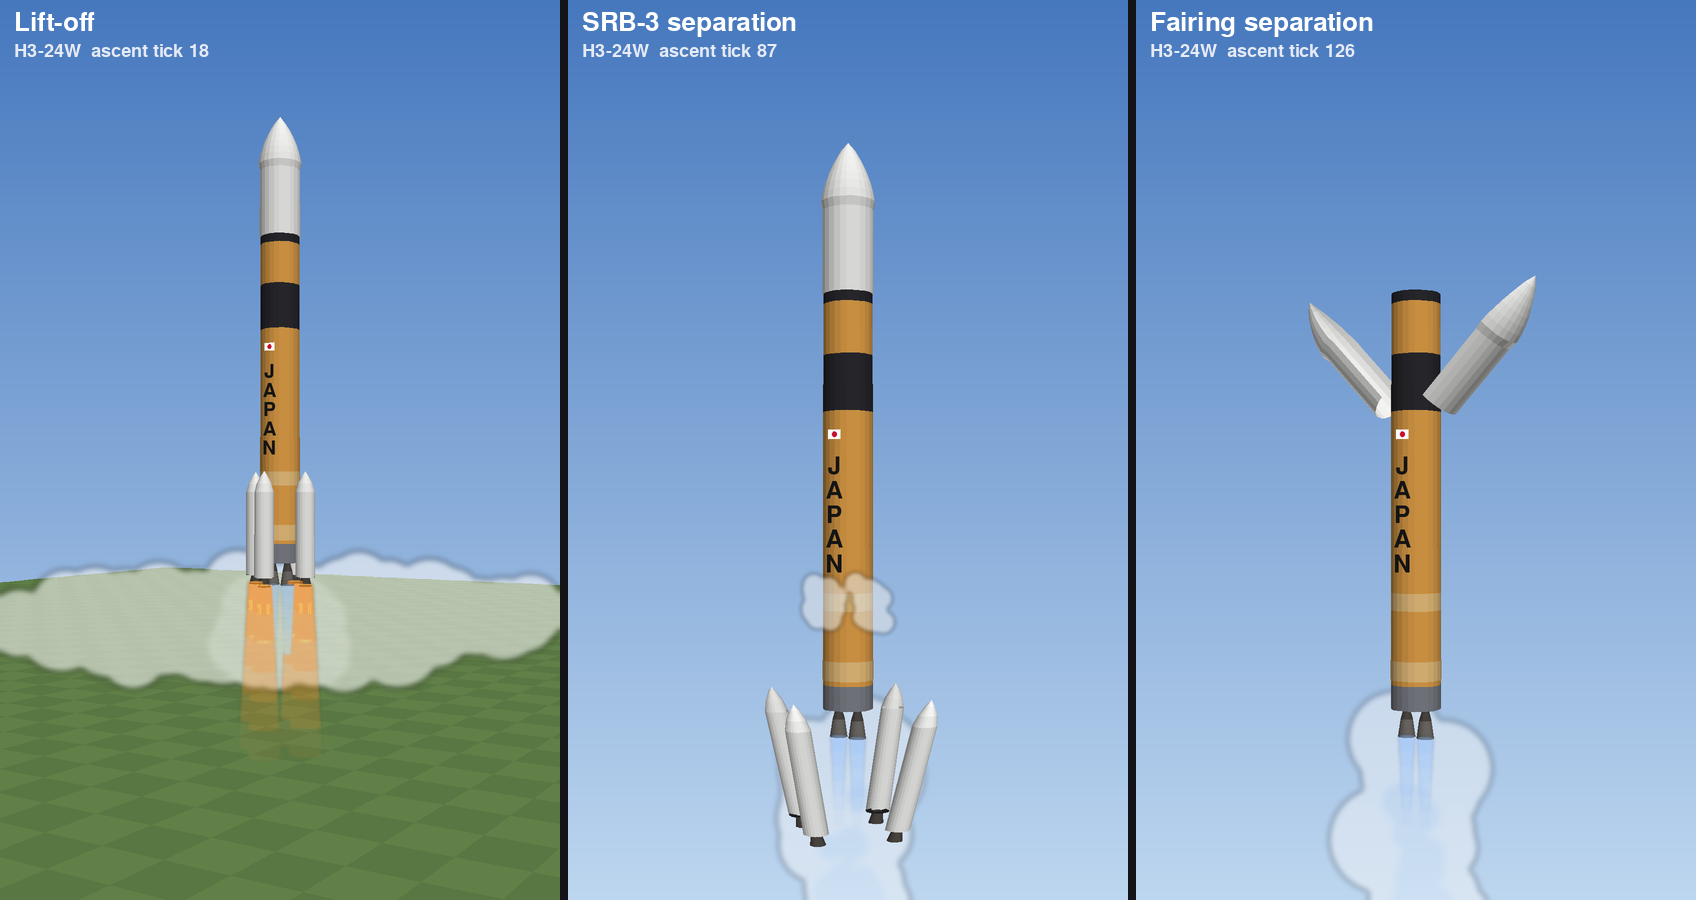 Lift-off
H3-24W ascent tick 18
JAPAN
SRB-3 separation
H3-24W ascent tick 87
JAPAN
Fairing separation
H3-24W ascent tick 126
JAPAN